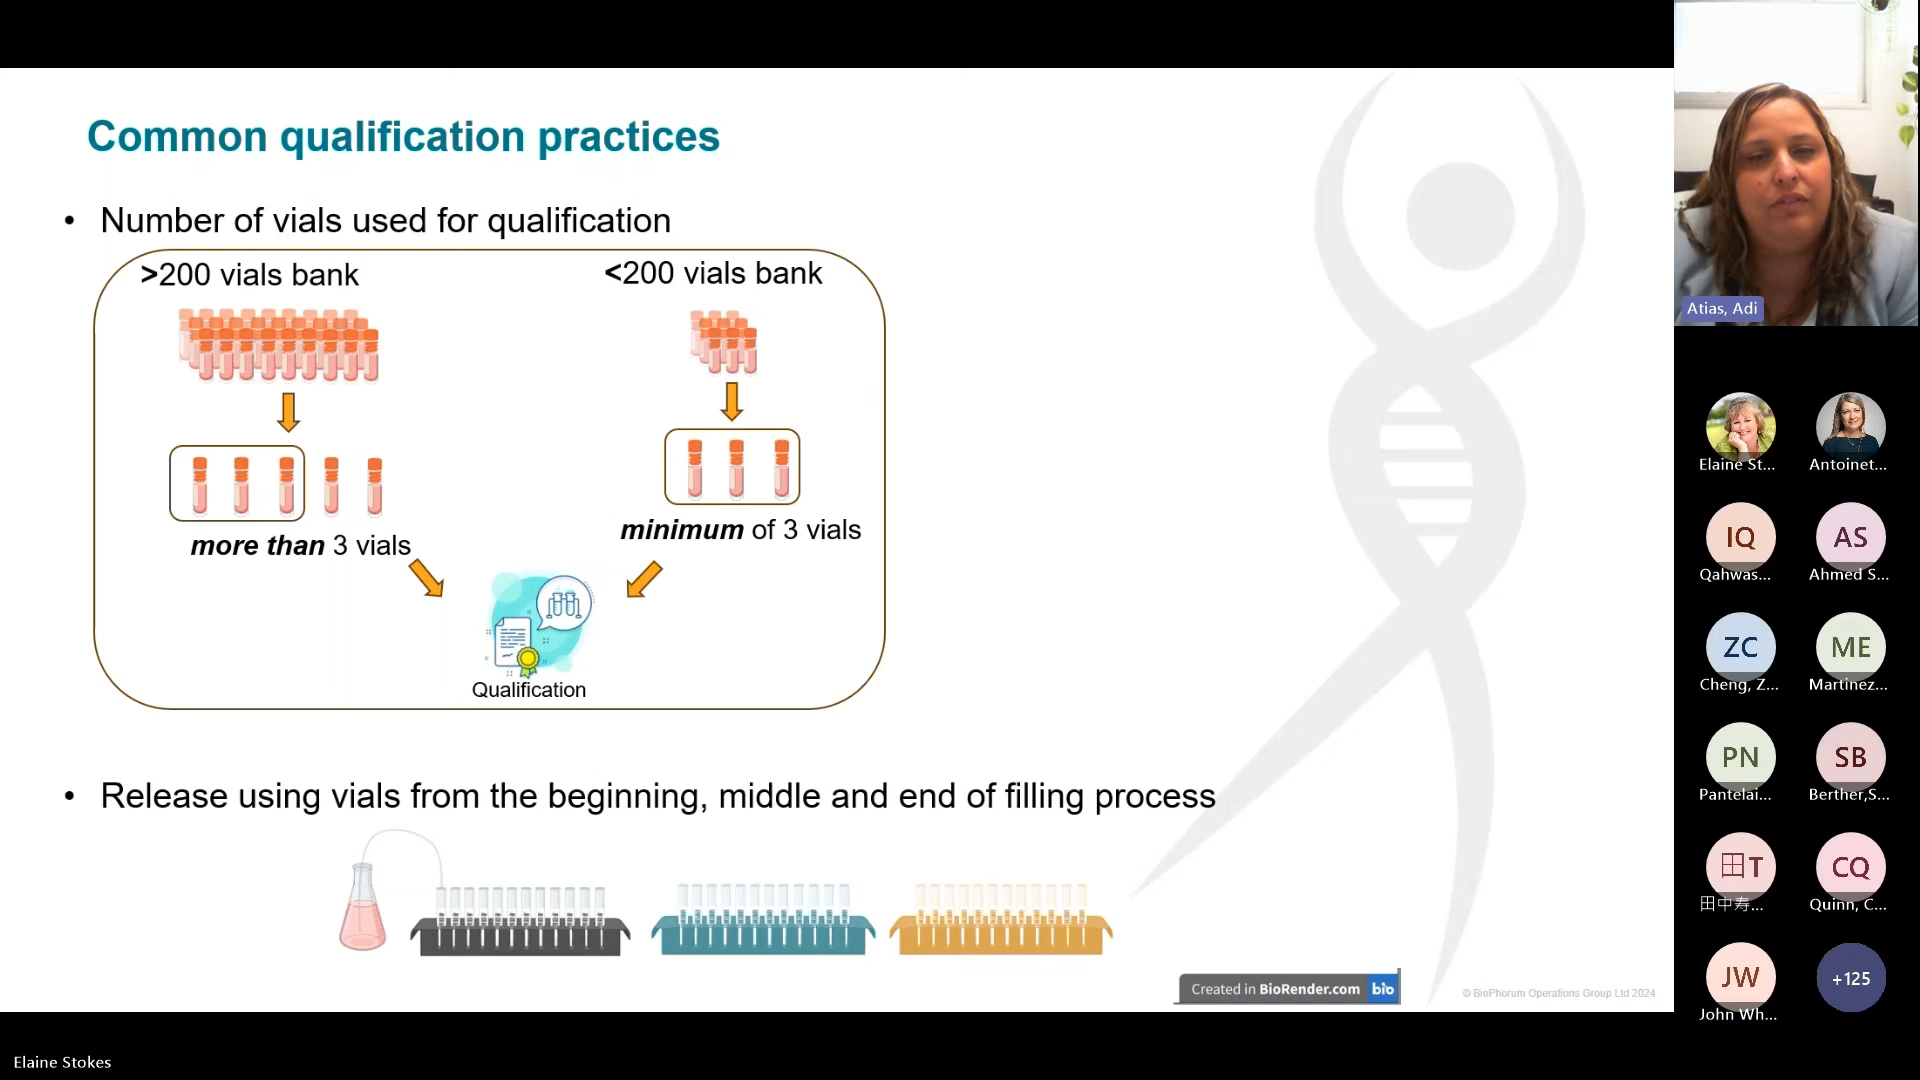 Common qualification practices
• Number of vials used for qualification
>200 vials bank
<200 vials bank
more than 3 vials
minimum of 3 vials
Qualification
• Release using vials from the beginning, middle and end of filling process
Created in BioRender.com bio
© BioPhorum Operations Group Ltd 2024
Atias, Adi
Elaine St...
Antoinet...
IQ
AS
Qahwas...
Ahmed S...
ZC
ME
Cheng, Z...
Martinez...
PN
SB
Pantelai...
Berther,S...
田T
CQ
田中寿...
Quinn, C...
JW
+125
John Wh...
Elaine Stokes